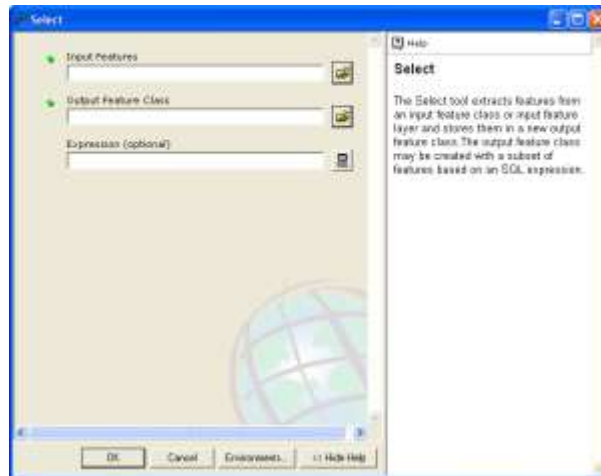 Select
Input Features
Output Feature Class
Expression (optional)
OK
Cancel
Environments...
<< Hide Help
Help
Select
The Select tool extracts features from
an input feature class or input feature
layer and stores them in a new output
feature class. The output feature class
may be created with a subset of
features based on an SQL expression.